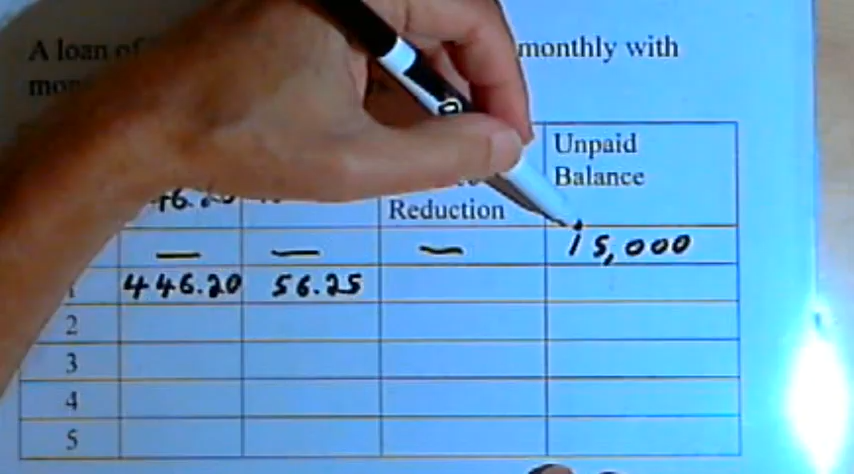 A loan of monthly with
Unpaid
Balance
Reduction
— — — 15,000
1 446.20 56.25
2
3
4
5